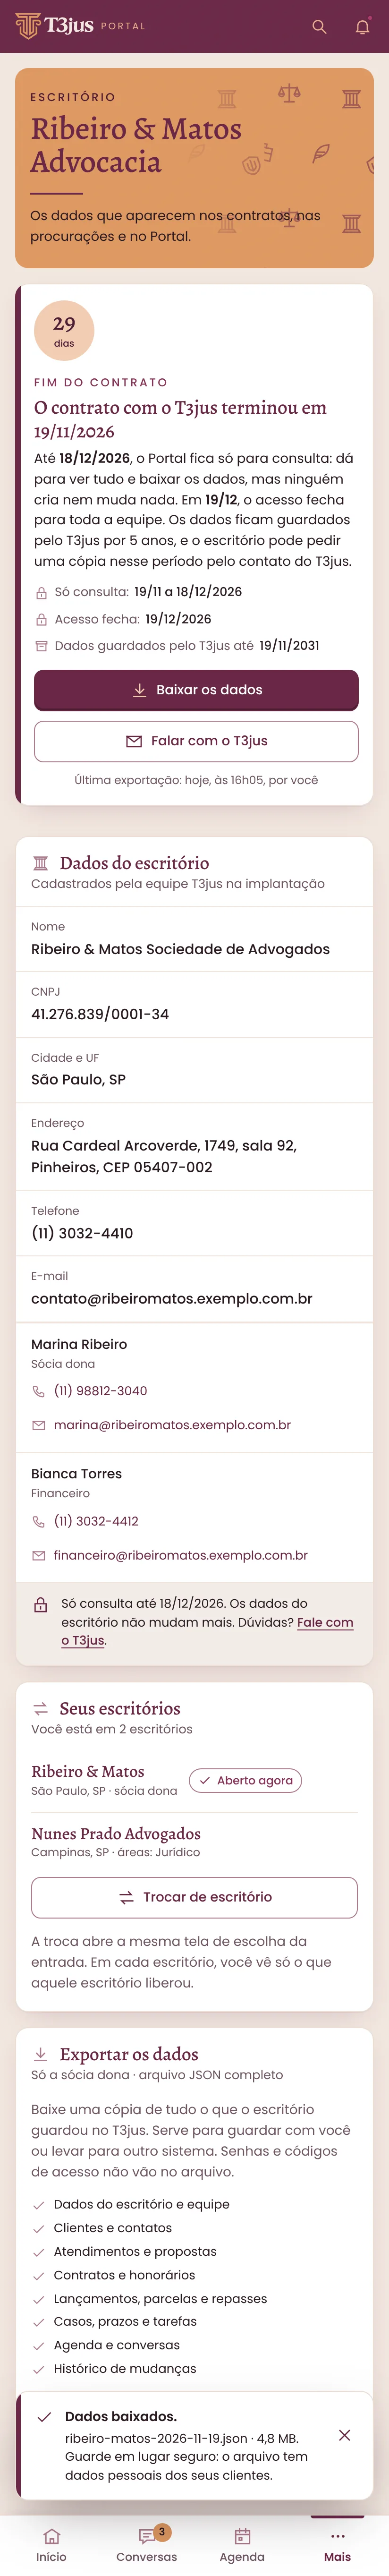 T3jus PORTAL
ESCRITÓRIO
Ribeiro & Matos
Advocacia
Os dados que aparecem nos contratos, nas
procurações e no Portal.
29
dias
FIM DO CONTRATO
O contrato com o T3jus terminou em
19/11/2026
Até 18/12/2026, o Portal fica só para consulta: dá
para ver tudo e baixar os dados, mas ninguém
cria nem muda nada. Em 19/12, o acesso fecha
para toda a equipe. Os dados ficam guardados
pelo T3jus por 5 anos, e o escritório pode pedir
uma cópia nesse período pelo contato do T3jus.
Só consulta: 19/11 a 18/12/2026
Acesso fecha: 19/12/2026
Dados guardados pelo T3jus até 19/11/2031
Baixar os dados
Falar com o T3jus
Última exportação: hoje, às 16h05, por você
Dados do escritório
Cadastrados pela equipe T3jus na implantação
Nome
Ribeiro & Matos Sociedade de Advogados
CNPJ
41.276.839/0001-34
Cidade e UF
São Paulo, SP
Endereço
Rua Cardeal Arcoverde, 1749, sala 92,
Pinheiros, CEP 05407-002
Telefone
(11) 3032-4410
E-mail
contato@ribeiromatos.exemplo.com.br
Marina Ribeiro
Sócia dona
(11) 98812-3040
marina@ribeiromatos.exemplo.com.br
Bianca Torres
Financeiro
(11) 3032-4412
financeiro@ribeiromatos.exemplo.com.br
Só consulta até 18/12/2026. Os dados do
escritório não mudam mais. Dúvidas? Fale com
o T3jus.
Seus escritórios
Você está em 2 escritórios
Ribeiro & Matos
São Paulo, SP · sócia dona
Aberto agora
Nunes Prado Advogados
Campinas, SP · áreas: Jurídico
Trocar de escritório
A troca abre a mesma tela de escolha da
entrada. Em cada escritório, você vê só o que
aquele escritório liberou.
Exportar os dados
Só a sócia dona · arquivo JSON completo
Baixe uma cópia de tudo o que o escritório
guardou no T3jus. Serve para guardar com você
ou levar para outro sistema. Senhas e códigos
de acesso não vão no arquivo.
Dados do escritório e equipe
Clientes e contatos
Atendimentos e propostas
Contratos e honorários
Lançamentos, parcelas e repasses
Casos, prazos e tarefas
Agenda e conversas
Histórico de mudanças
Dados baixados.
ribeiro-matos-2026-11-19.json · 4,8 MB.
Guarde em lugar seguro: o arquivo tem
dados pessoais dos seus clientes.
3
Início
Conversas
Agenda
Mais